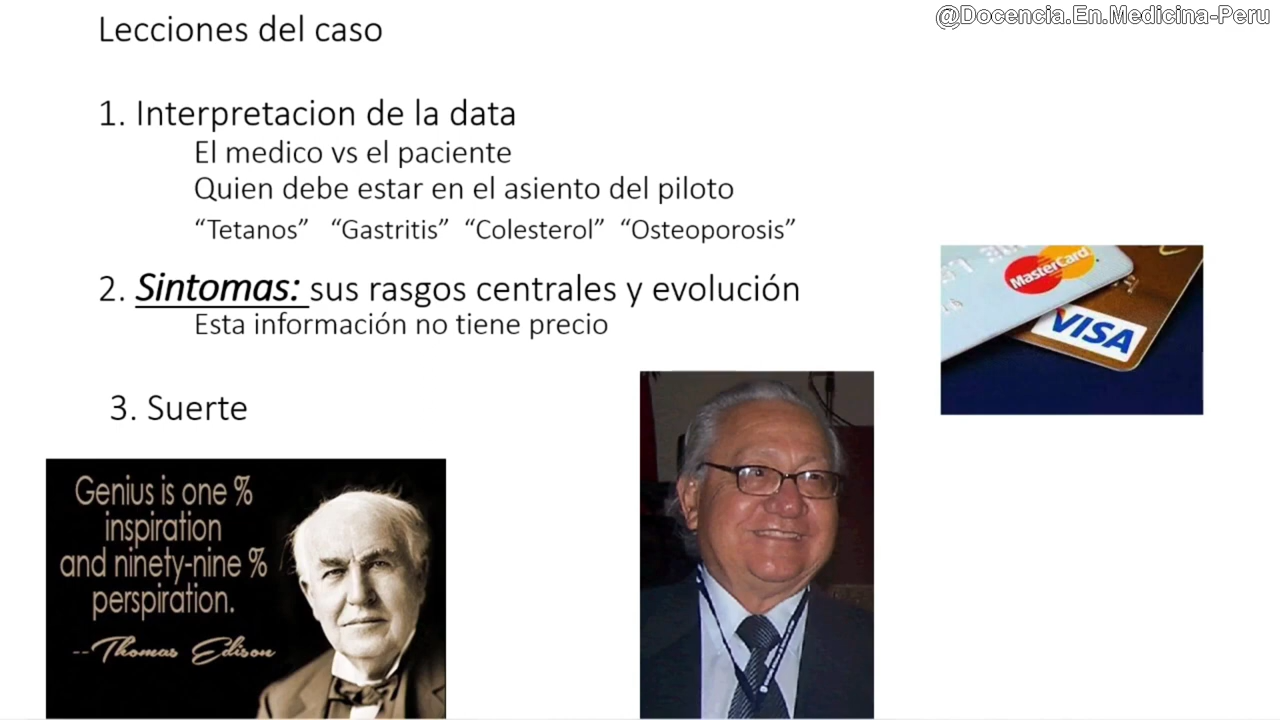 @Docencia.En.Medicina-Peru
Lecciones del caso
1. Interpretacion de la data
El medico vs el paciente
Quien debe estar en el asiento del piloto
“Tetanos” “Gastritis” “Colesterol” “Osteoporosis”
2. Sintomas: sus rasgos centrales y evolución
Esta información no tiene precio
MasterCard
VISA
3. Suerte
Genius is one %
inspiration
and ninety-nine %
perspiration.
--Thomas Edison